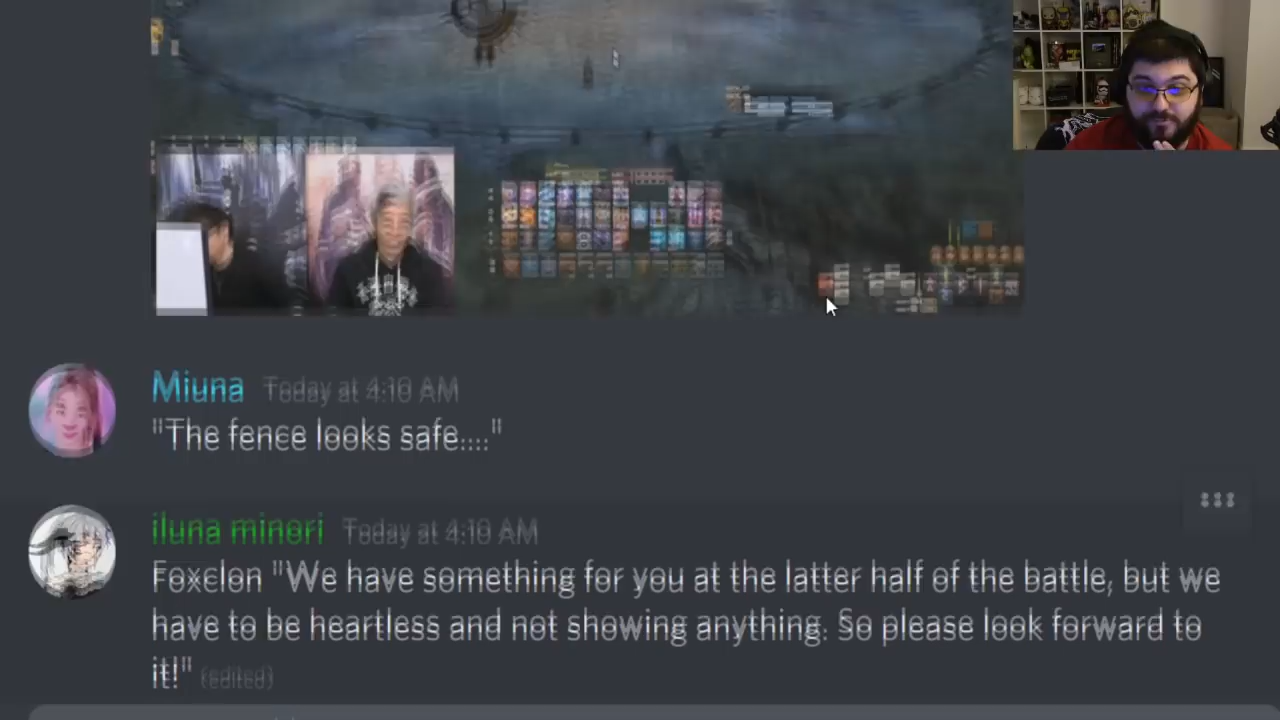 Miuna Today at 4:10 AM
"The fence looks safe...."
iluna minori Today at 4:10 AM
Foxclon "We have something for you at the latter half of the battle, but we
have to be heartless and not showing anything. So please look forward to
it!" (edited)